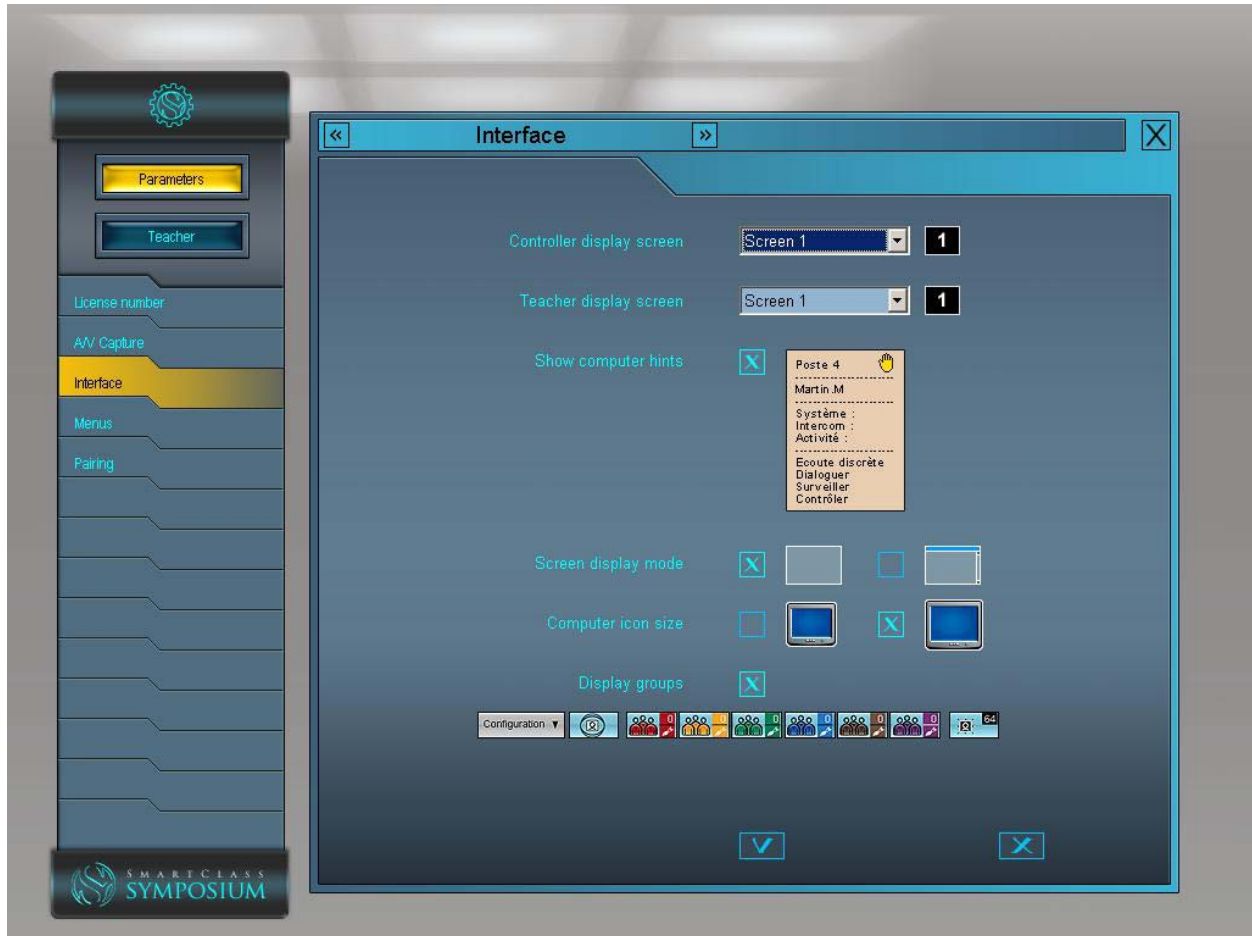 Parameters
Teacher
License number
A/V Capture
Interface
Menus
Pairing
SMARTCLASS
SYMPOSIUM
« Interface » X
Controller display screen Screen 1 1
Teacher display screen Screen 1 1
Show computer hints X
Poste 4
Martin.M
Système :
Intercom :
Activité :
Ecoute discrète
Dialoguer
Surveiller
Contrôler
Screen display mode X
Computer icon size X
Display groups X
Configuration 0 0 0 0 0 0 64